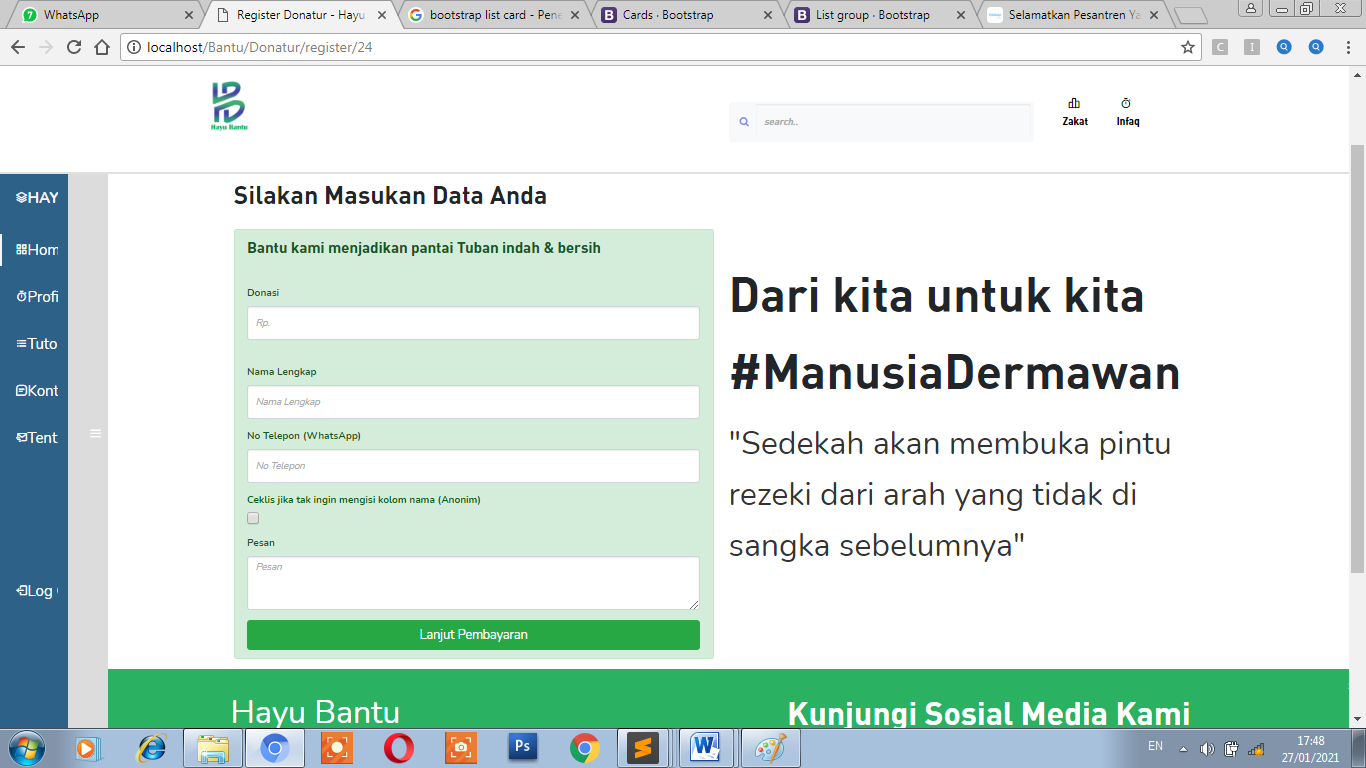 WhatsApp
Register Donatur - Hayu
bootstrap list card - Pene
Cards · Bootstrap
List group · Bootstrap
Selamatkan Pesantren Ya
localhost/Bantu/Donatur/register/24
Hayu Bantu
search..
Zakat
Infaq
HAY
Hom
Profi
Tuto
Kont
Tent
Log
Silakan Masukan Data Anda
Bantu kami menjadikan pantai Tuban indah & bersih
Donasi
Rp.
Nama Lengkap
Nama Lengkap
No Telepon (WhatsApp)
No Telepon
Ceklis jika tak ingin mengisi kolom nama (Anonim)
Pesan
Pesan
Lanjut Pembayaran
Dari kita untuk kita
#ManusiaDermawan
"Sedekah akan membuka pintu
rezeki dari arah yang tidak di
sangka sebelumnya"
Hayu Bantu
Kunjungi Sosial Media Kami
Ps
EN
17:48
27/01/2021